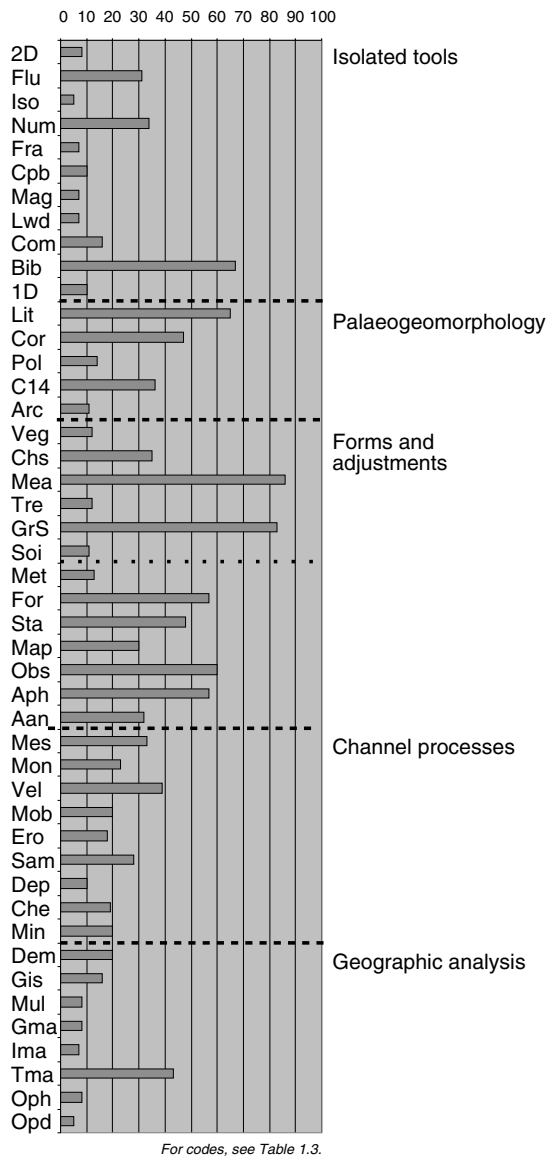 0 10 20 30 40 50 60 70 80 90 100
2D
Isolated tools
Flu
Iso
Num
Fra
Cpb
Mag
Lwd
Com
Bib
1D
Lit
Palaeogeomorphology
Cor
Pol
C14
Arc
Veg
Forms and
adjustments
Chs
Mea
Tre
GrS
Soi
Met
For
Sta
Map
Obs
Aph
Aan
Mes
Channel processes
Mon
Vel
Mob
Ero
Sam
Dep
Che
Min
Dem
Geographic analysis
Gis
Mul
Gma
Ima
Tma
Oph
Opd
For codes, see Table 1.3.